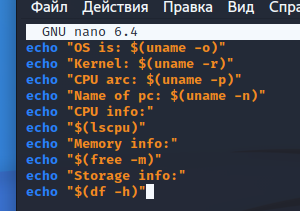 Файл Действия Правка Вид
GNU nano 6.4
echo "OS is: $(uname -o)"
echo "Kernel: $(uname -r)"
echo "CPU arc: $(uname -p)"
echo "Name of pc: $(uname -n)"
echo "CPU info:"
echo "$(lscpu)"
echo "Memory info:"
echo "$(free -m)"
echo "Storage info:"
echo "$(df -h)"